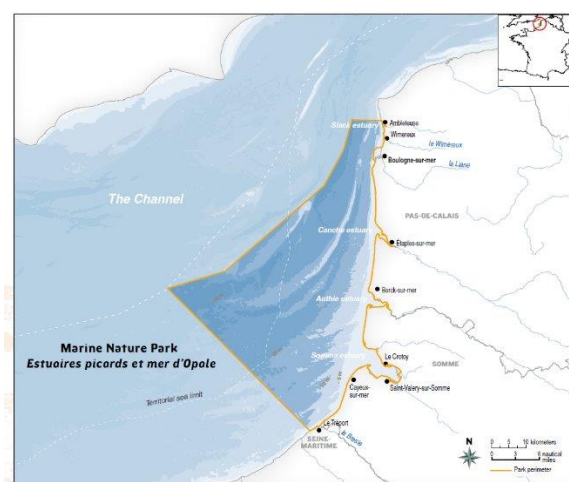 Ambleteuse
Slack estuary
Wimereux
le Wimereux
Boulogne-sur-mer
la Liane
The Channel
PAS-DE-CALAIS
Canche estuary
Étaples-sur-mer
Berck-sur-mer
Authie estuary
Marine Nature Park
Estuaires picards et mer d'Opale
Somme estuary
Le Crotoy
SOMME
Cayeux-
sur-mer
Saint-Valery-sur-Somme
Territorial sea limit
Le Tréport
la Bresle
SEINE-
MARITIME
N
0 5 10 kilometers
0 3 6 nautical
miles
Park perimeter